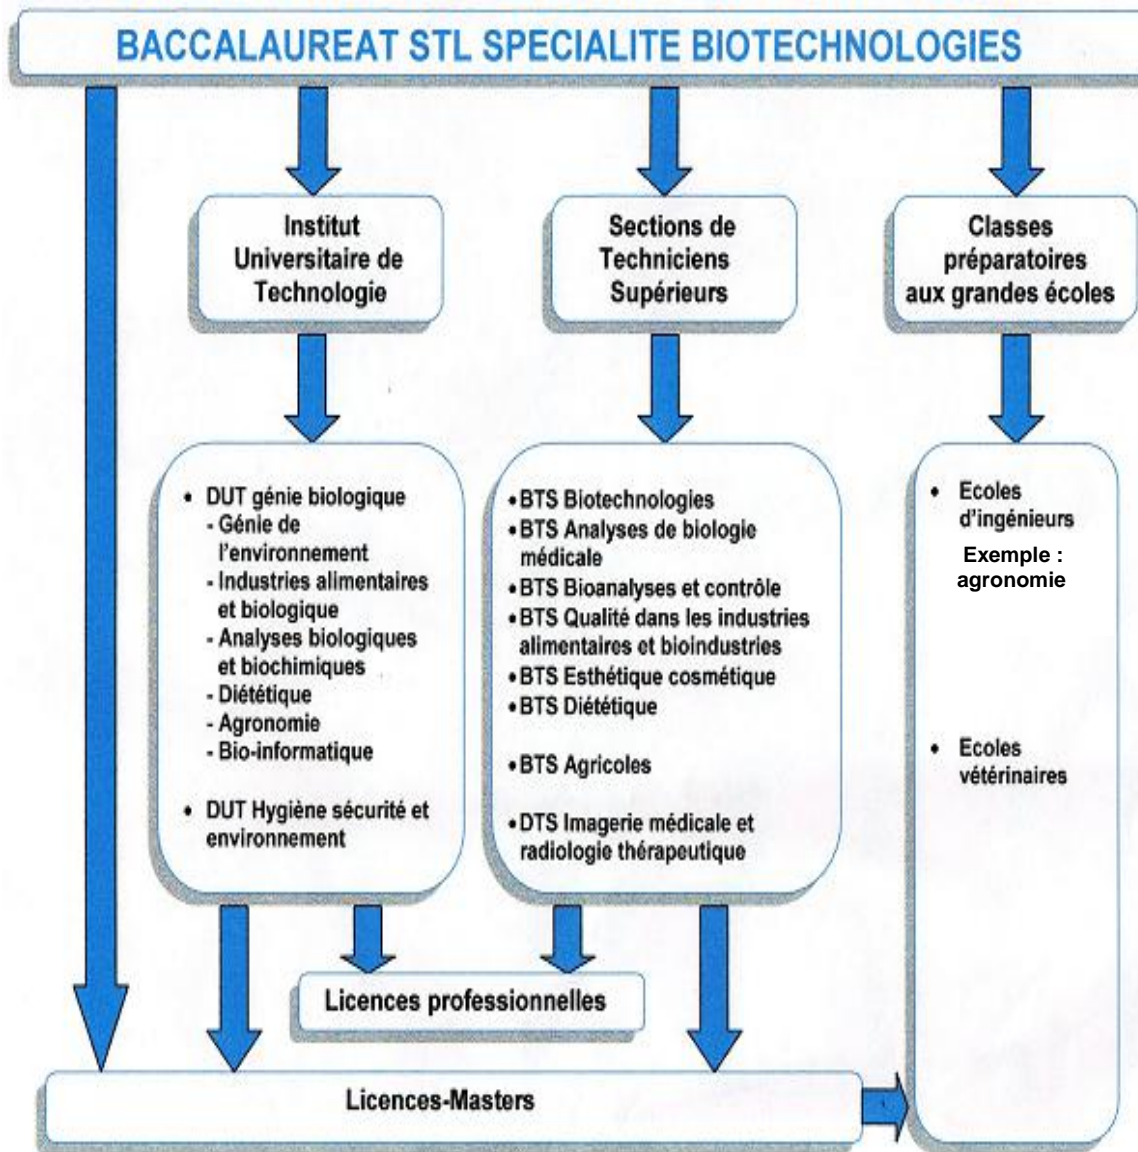 BACCALAUREAT STL SPECIALITE BIOTECHNOLOGIES
Institut
Universitaire de
Technologie
Sections de
Techniciens
Supérieurs
Classes
préparatoires
aux grandes écoles
• DUT génie biologique
- Génie de
l'environnement
- Industries alimentaires
et biologique
- Analyses biologiques
et biochimiques
- Diététique
- Agronomie
- Bio-informatique
• DUT Hygiène sécurité et
environnement
• BTS Biotechnologies
• BTS Analyses de biologie
médicale
• BTS Bioanalyses et contrôle
• BTS Qualité dans les industries
alimentaires et bioindustries
• BTS Esthétique cosmétique
• BTS Diététique
• BTS Agricoles
• DTS Imagerie médicale et
radiologie thérapeutique
• Ecoles
d'ingénieurs
Exemple :
agronomie
• Ecoles
vétérinaires
Licences professionnelles
Licences-Masters